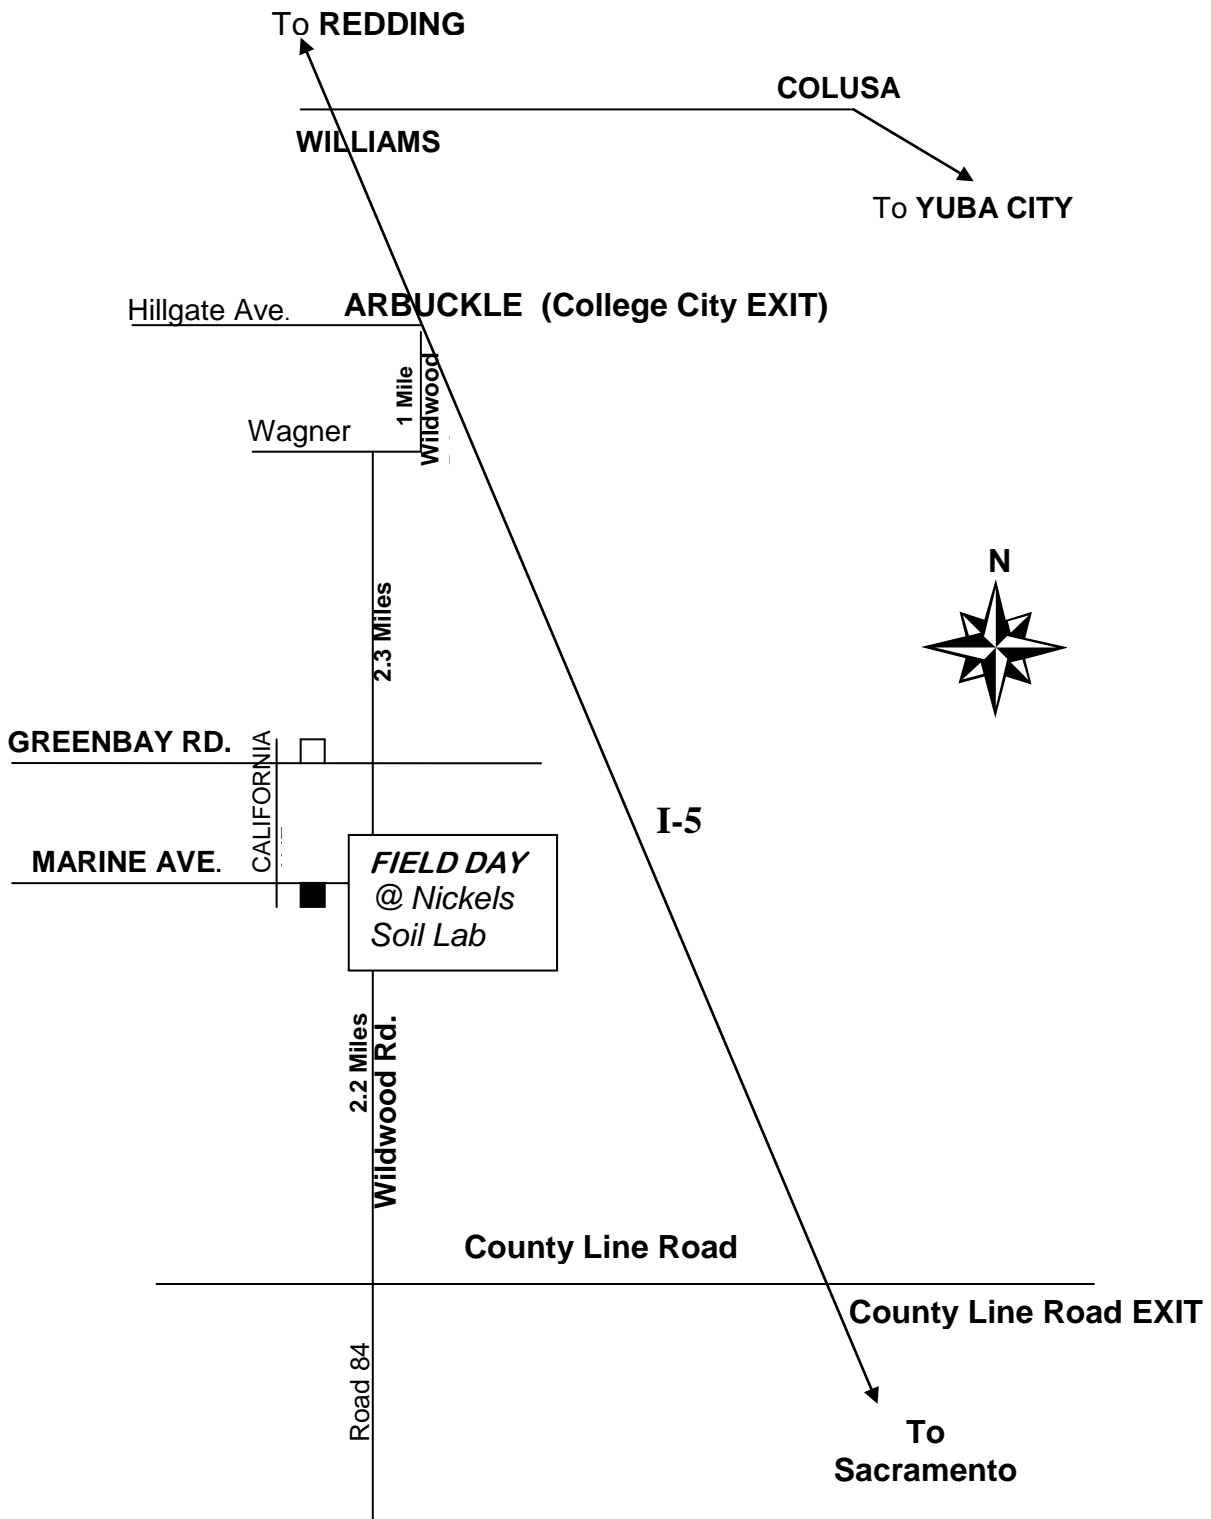 To REDDING
COLUSA
WILLIAMS
To YUBA CITY
Hillgate Ave.
ARBUCKLE (College City EXIT)
1 Mile
Wildwood
Wagner
N
2.3 Miles
GREENBAY RD.
CALIFORNIA
I-5
MARINE AVE.
FIELD DAY
@ Nickels
Soil Lab
2.2 Miles
Wildwood Rd.
County Line Road
County Line Road EXIT
Road 84
To
Sacramento